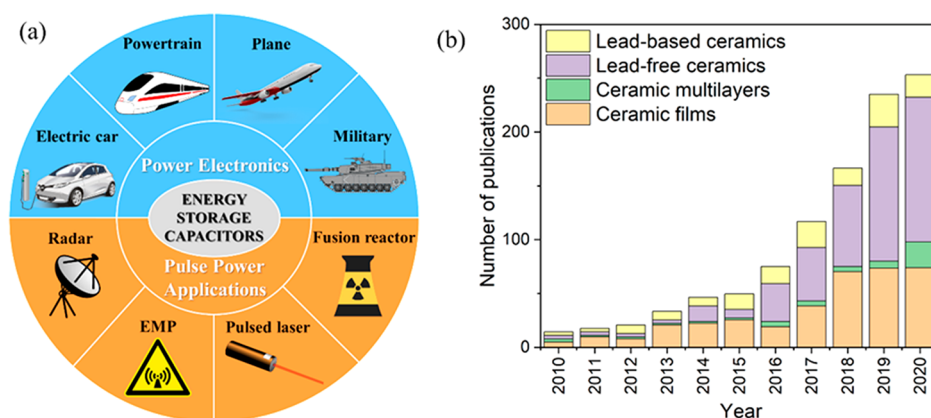 (a)
Powertrain
Plane
Electric car
Military
Power Electronics
ENERGY
STORAGE
CAPACITORS
Radar
Fusion reactor
Pulse Power
Applications
EMP
Pulsed laser
(b)
300
200
100
0
Number of publications
Lead-based ceramics
Lead-free ceramics
Ceramic multilayers
Ceramic films
2010
2011
2012
2013
2014
2015
2016
2017
2018
2019
2020
Year